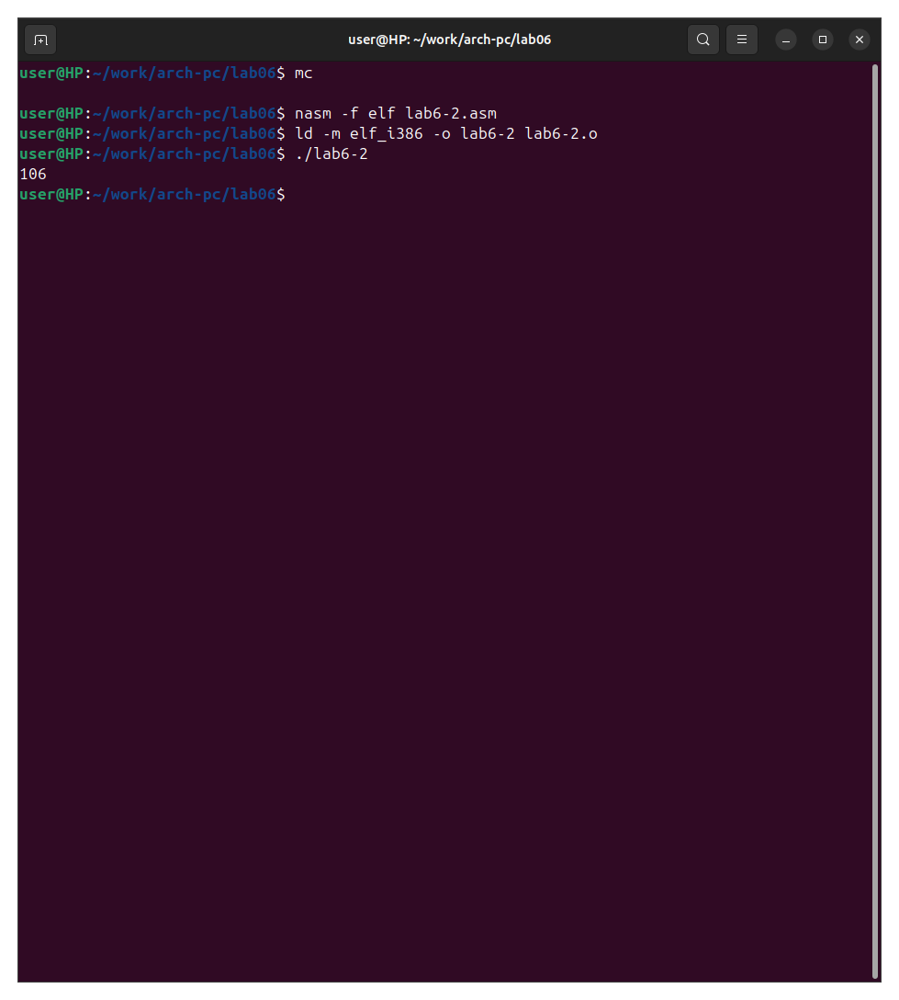 user@HP: ~/work/arch-pc/lab06
user@HP:~/work/arch-pc/lab06$ mc
user@HP:~/work/arch-pc/lab06$ nasm -f elf lab6-2.asm
user@HP:~/work/arch-pc/lab06$ ld -m elf_i386 -o lab6-2 lab6-2.o
user@HP:~/work/arch-pc/lab06$ ./lab6-2
106
user@HP:~/work/arch-pc/lab06$